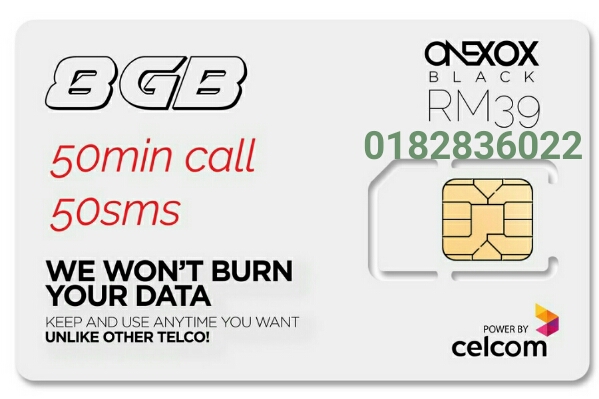 8GB
50min call
50sms
WE WON'T BURN
YOUR DATA
KEEP AND USE ANYTIME YOU WANT
UNLIKE OTHER TELCO!
ONEXOX
BLACK
RM39
0182836022
POWER BY
celcom